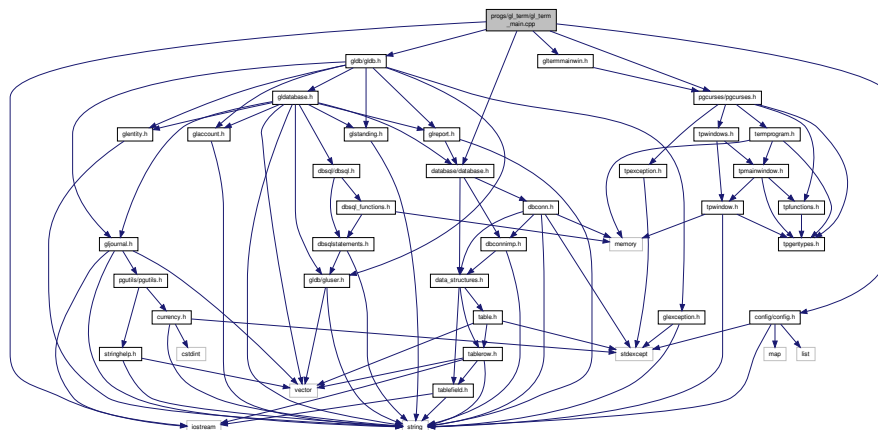 progs/gl_term/gl_term
_main.cpp
gldb/gldb.h
gltermmainwin.h
gldatabase.h
pgcurses/pgcurses.h
glentity.h
glaccount.h
glstanding.h
glreport.h
tpwindows.h
termprogram.h
dbsql/dbsql.h
database/database.h
tpexception.h
tpmainwindow.h
dbsql_functions.h
dbconn.h
tpwindow.h
tpfunctions.h
gljournal.h
dbsqlstatements.h
dbconnimp.h
memory
tpgentypes.h
pgutils/pgutils.h
gldb/gluser.h
data_structures.h
currency.h
table.h
glexception.h
config/config.h
stringhelp.h
cstdint
tablerow.h
stdexcept
map
list
vector
tablefield.h
iostream
string